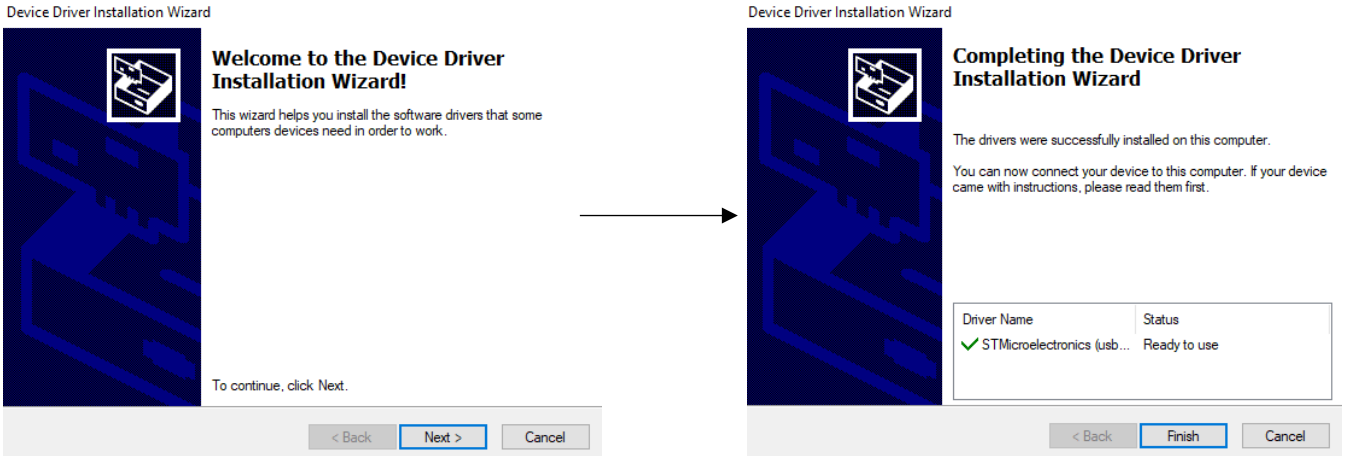 Device Driver Installation Wizard
Welcome to the Device Driver
Installation Wizard!
This wizard helps you install the software drivers that some
computers devices need in order to work.
To continue, click Next.
< Back
Next >
Cancel
Device Driver Installation Wizard
Completing the Device Driver
Installation Wizard
The drivers were successfully installed on this computer.
You can now connect your device to this computer. If your device
came with instructions, please read them first.
Driver Name Status
STMicroelectronics (usb... Ready to use
< Back
Finish
Cancel